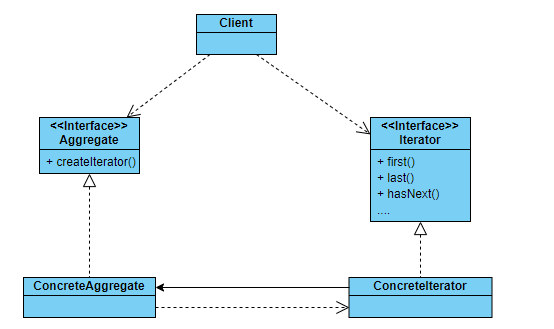 Client
<<Interface>>
Aggregate
+ createIterator()
<<Interface>>
Iterator
+ first()
+ last()
+ hasNext()
....
ConcreteAggregate
ConcreteIterator